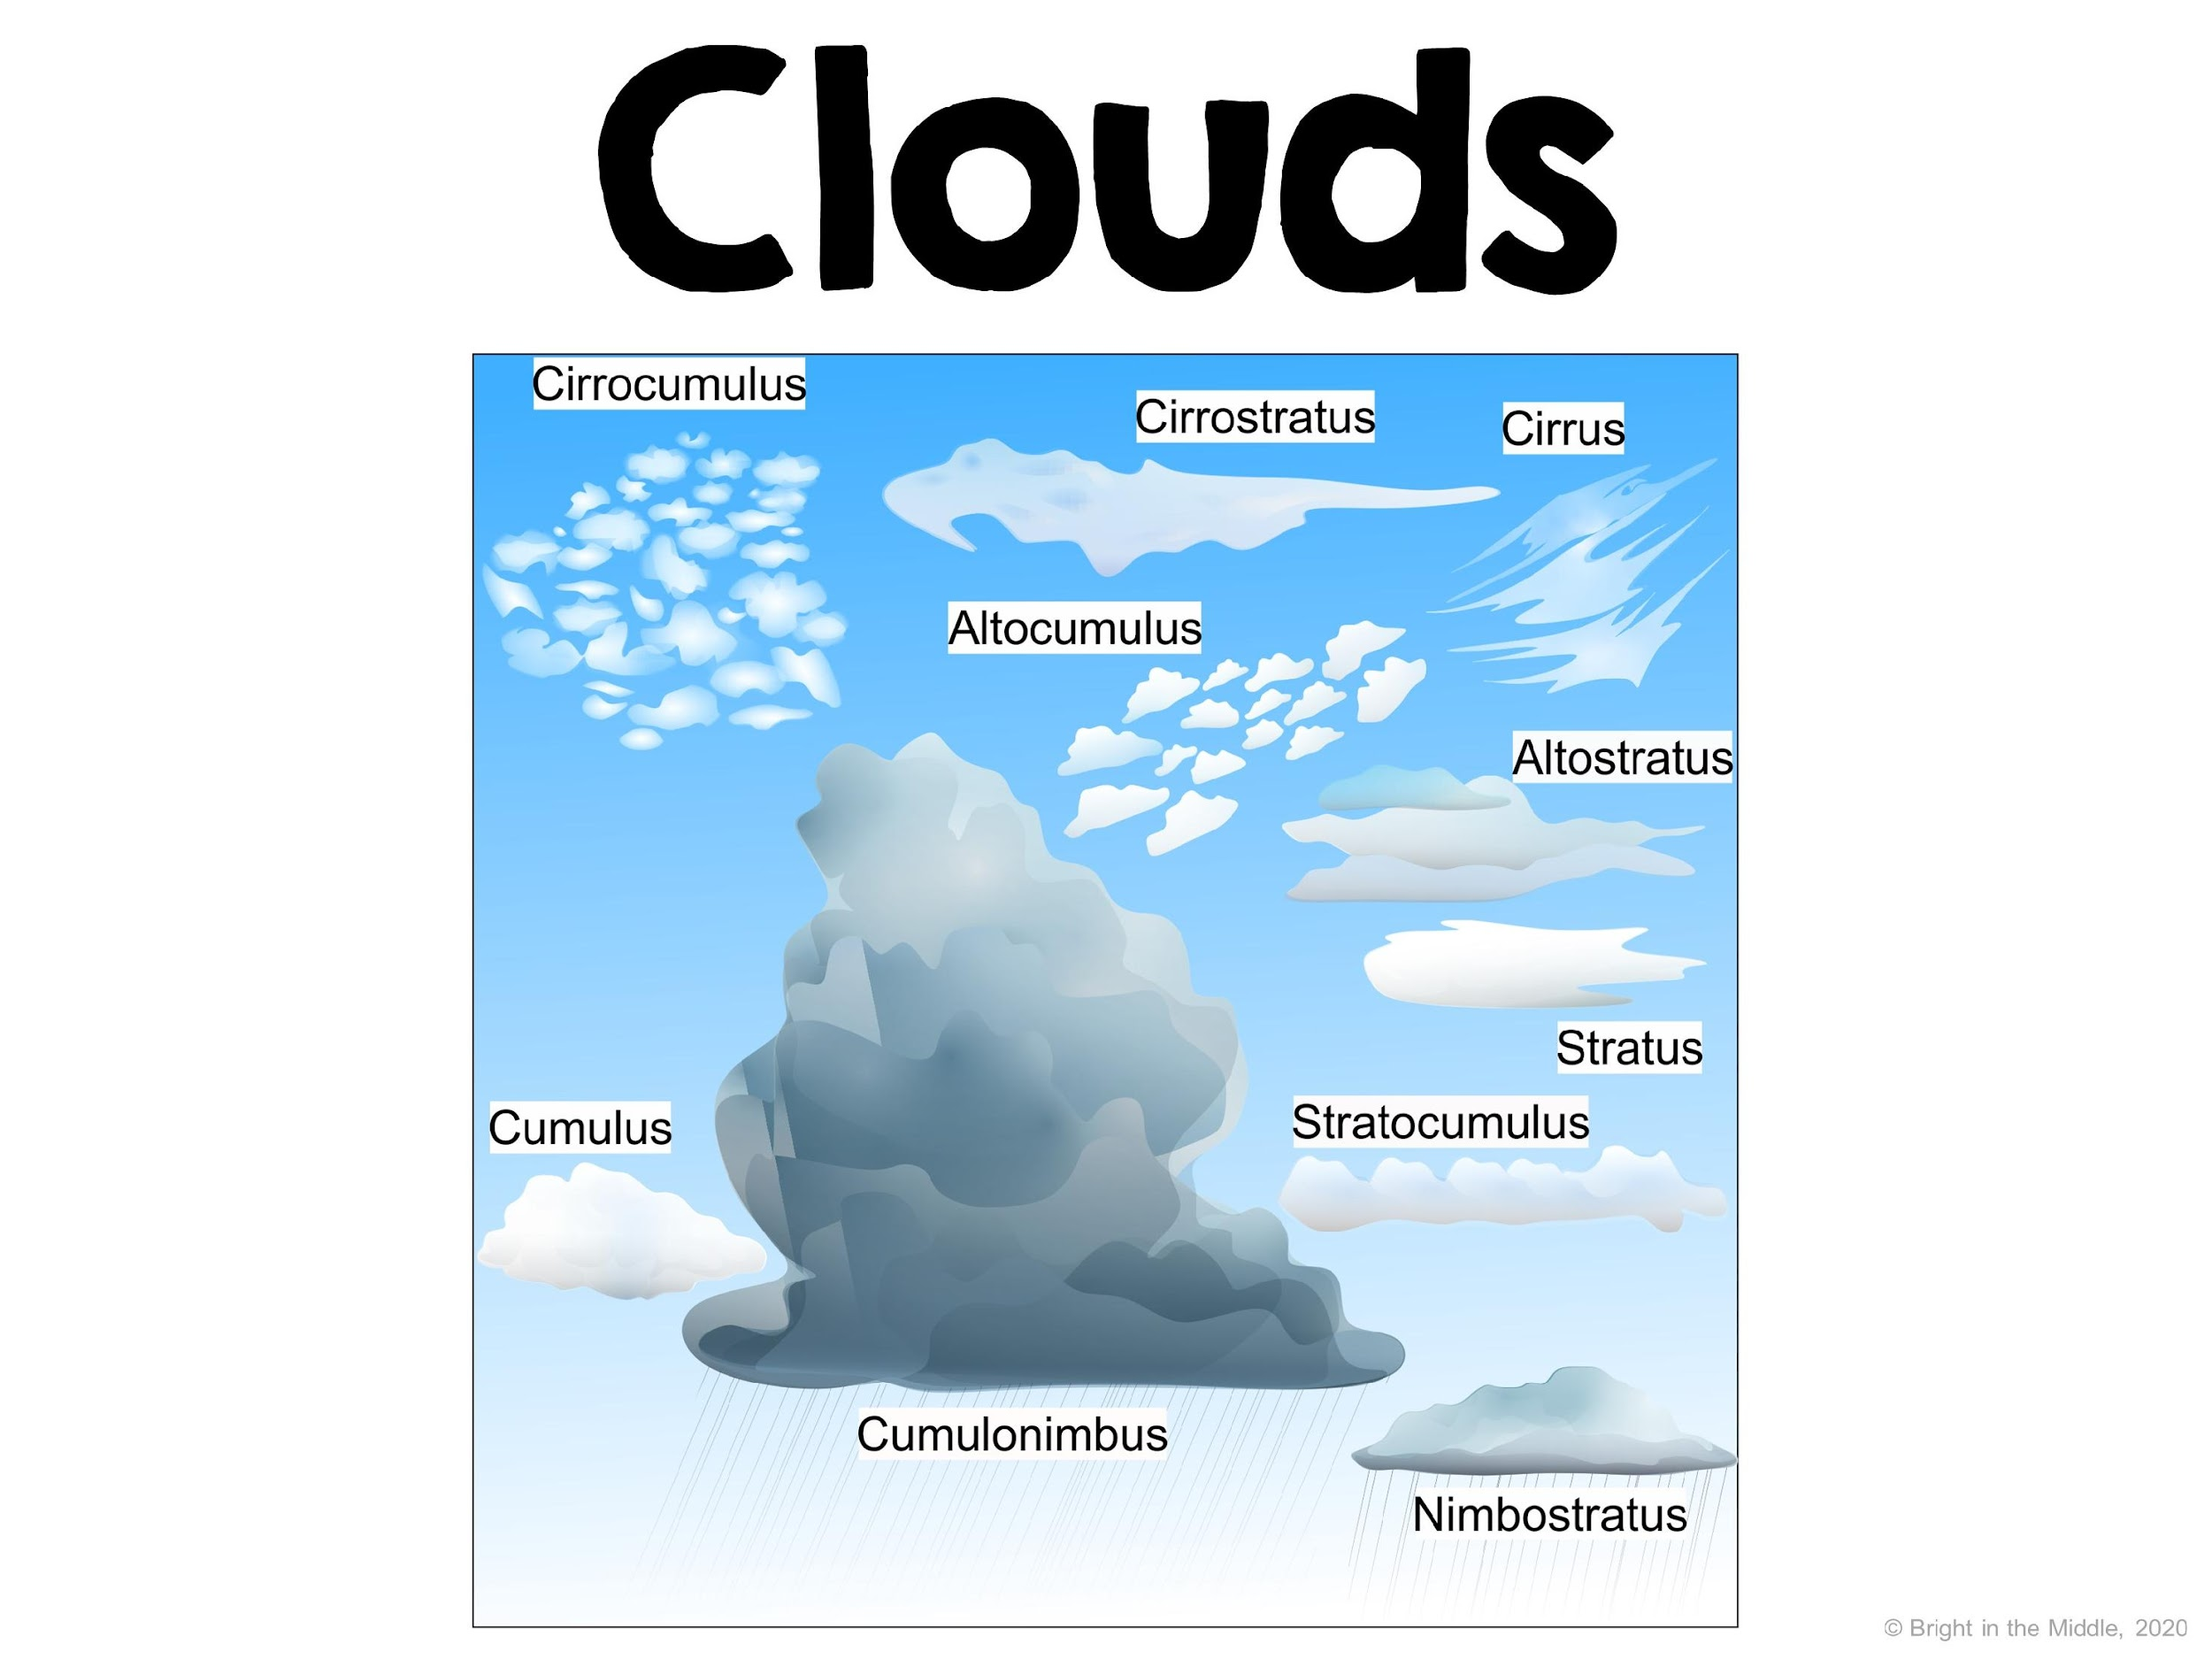 Clouds
Cirrocumulus
Cirrostratus
Cirrus
Altocumulus
Altostratus
Stratus
Cumulus
Stratocumulus
Cumulonimbus
Nimbostratus
© Bright in the Middle, 2020